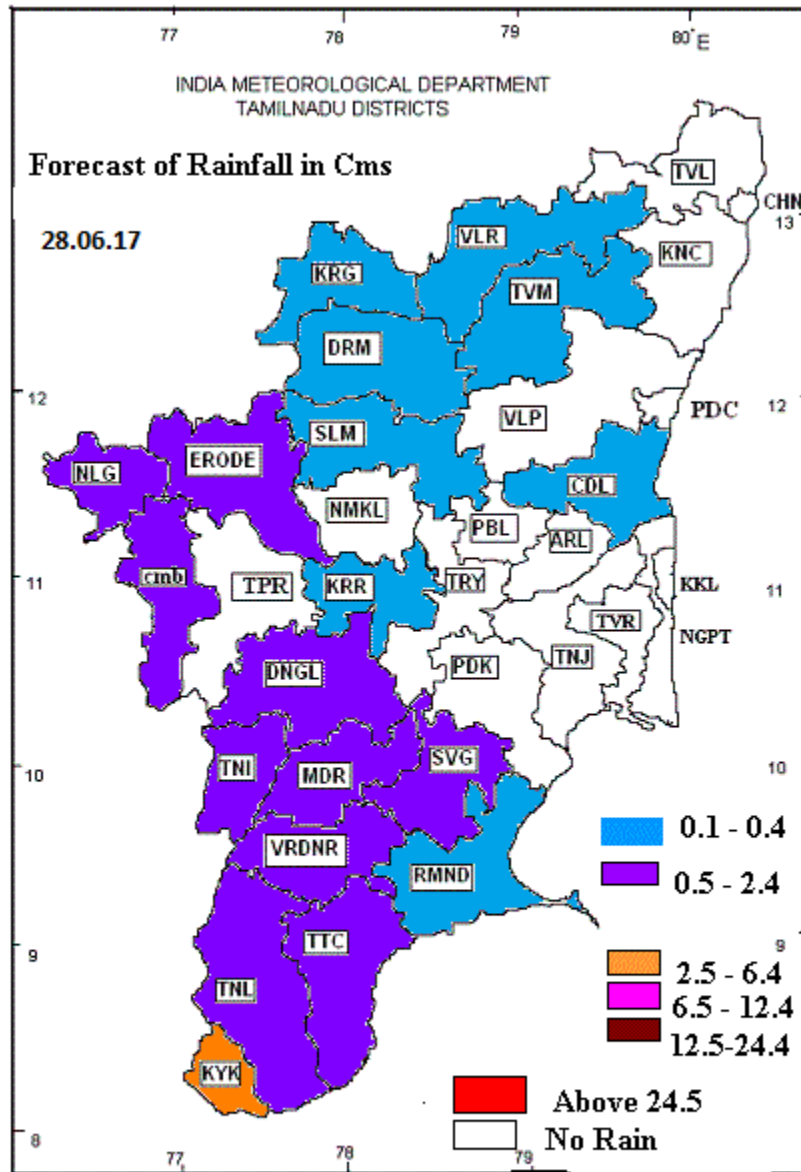 77 78 79 80° E
INDIA METEOROLOGICAL DEPARTMENT
TAMILNADU DISTRICTS
Forecast of Rainfall in Cms
TVL
CHN
13
28.06.17
VLR
KNC
KRG
TVM
DRM
12
12
PDC
VLP
SLM
ERODE
NLG
CDL
NMKL
PBL
ARL
11
cmb
TPR
KRR
TRY
KKL
11
TVR
NGPT
DNGL
PDK
TNJ
10
TNI
MDR
SVG
10
0.1 - 0.4
VRDNR
RMND
0.5 - 2.4
9
TTC
9
2.5 - 6.4
TNL
6.5 - 12.4
12.5-24.4
KYK
Above 24.5
8
No Rain
77 78 79